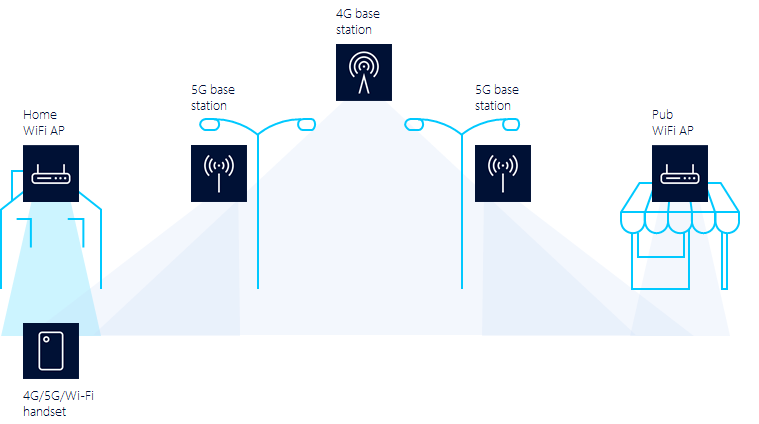 4G base
station
5G base
station
5G base
station
Home
WiFi AP
Pub
WiFi AP
4G/5G/Wi-Fi
handset